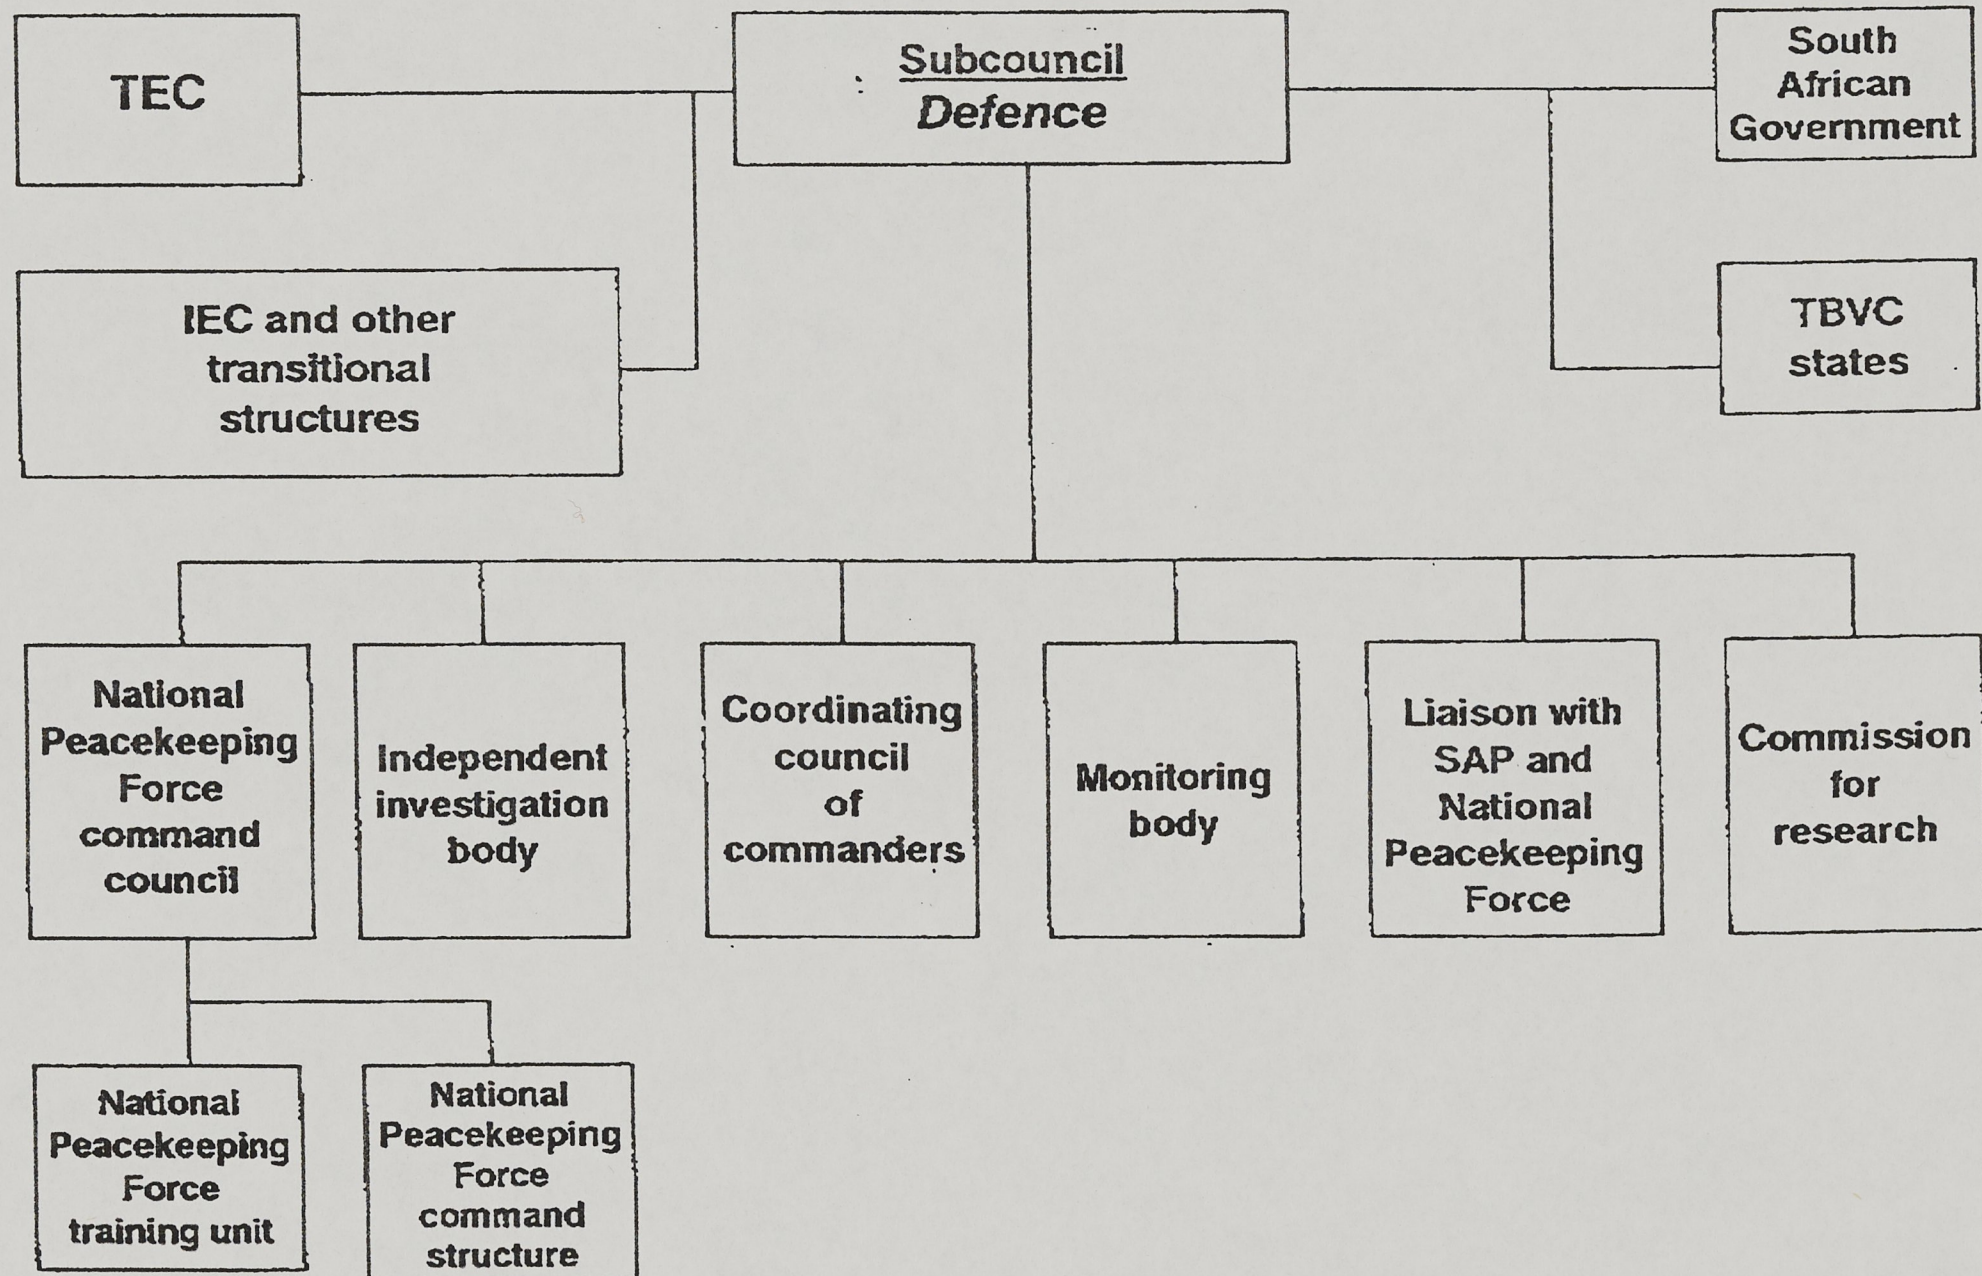 TEC
Subcouncil
Defence
South
African
Government
IEC and other
transitional
structures
TBVC
states
National
Peacekeeping
Force
command
council
Independent
investigation
body
Coordinating
council
of
commanders
Monitoring
body
Liaison with
SAP and
National
Peacekeeping
Force
Commission
for
research
National
Peacekeeping
Force
training unit
National
Peacekeeping
Force
command
structure